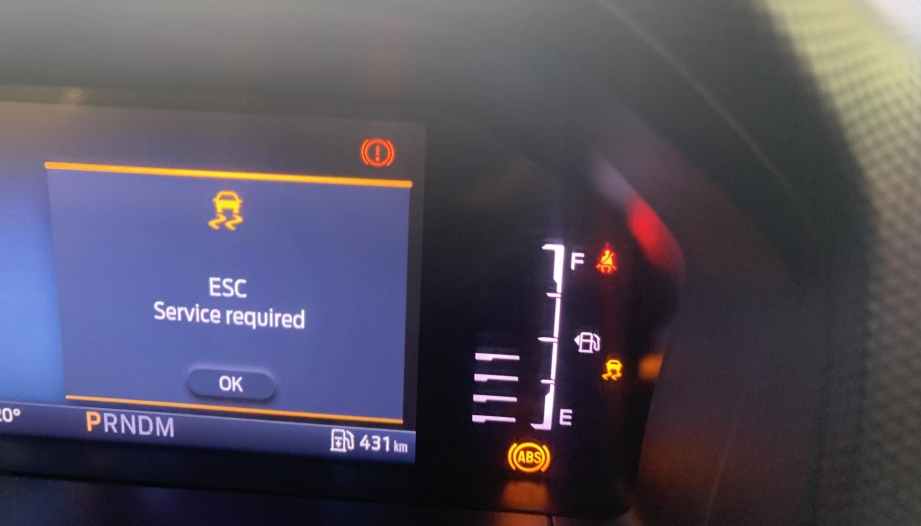 ESC
Service required
OK
20°
PRNDM
431 km
F
E
ABS